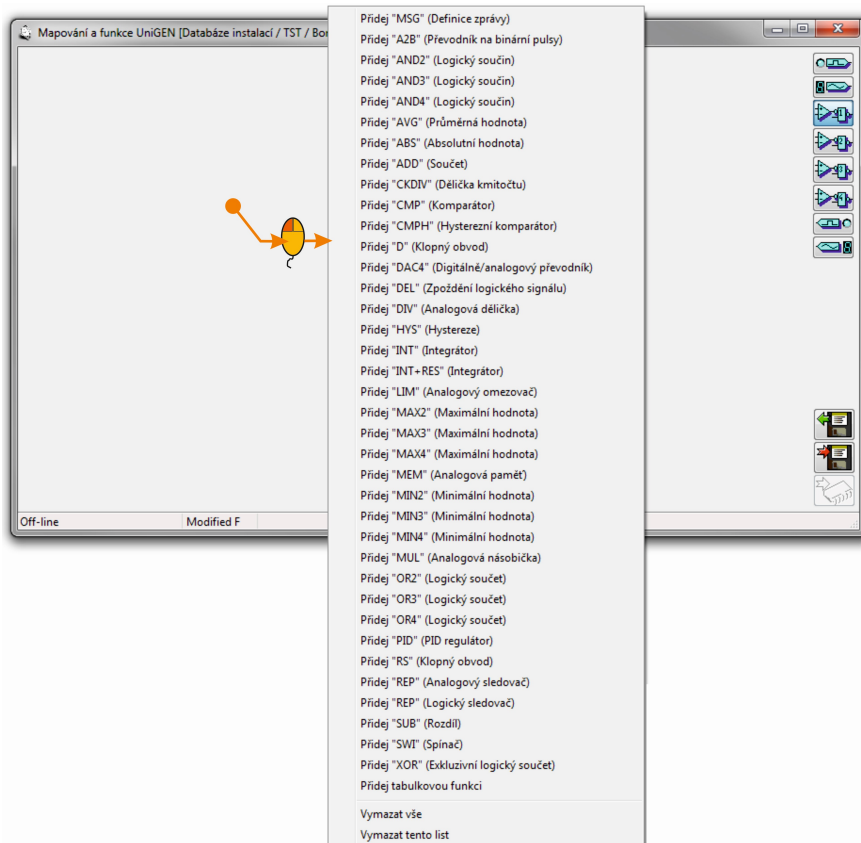 Mapování a funkce UniGEN [Databáze instalací / TST / Bor
Přidej "MSG" (Definice zprávy)
Přidej "A2B" (Převodník na binární pulsy)
Přidej "AND2" (Logický součin)
Přidej "AND3" (Logický součin)
Přidej "AND4" (Logický součin)
Přidej "AVG" (Průměrná hodnota)
Přidej "ABS" (Absolutní hodnota)
Přidej "ADD" (Součet)
Přidej "CKDIV" (Dělička kmitočtu)
Přidej "CMP" (Komparátor)
Přidej "CMPH" (Hysterezní komparátor)
Přidej "D" (Klopný obvod)
Přidej "DAC4" (Digitálně/analogový převodník)
Přidej "DEL" (Zpoždění logického signálu)
Přidej "DIV" (Analogová dělička)
Přidej "HYS" (Hystereze)
Přidej "INT" (Integrátor)
Přidej "INT+RES" (Integrátor)
Přidej "LIM" (Analogový omezovač)
Přidej "MAX2" (Maximální hodnota)
Přidej "MAX3" (Maximální hodnota)
Přidej "MAX4" (Maximální hodnota)
Přidej "MEM" (Analogová paměť)
Přidej "MIN2" (Minimální hodnota)
Přidej "MIN3" (Minimální hodnota)
Přidej "MIN4" (Minimální hodnota)
Přidej "MUL" (Analogová násobička)
Přidej "OR2" (Logický součet)
Přidej "OR3" (Logický součet)
Přidej "OR4" (Logický součet)
Přidej "PID" (PID regulátor)
Přidej "RS" (Klopný obvod)
Přidej "REP" (Analogový sledovač)
Přidej "REP" (Logický sledovač)
Přidej "SUB" (Rozdíl)
Přidej "SWI" (Spínač)
Přidej "XOR" (Exkluzivní logický součet)
Přidej tabulkovou funkci
Vymazat vše
Vymazat tento list
1
2
3
4
Off-line
Modified F